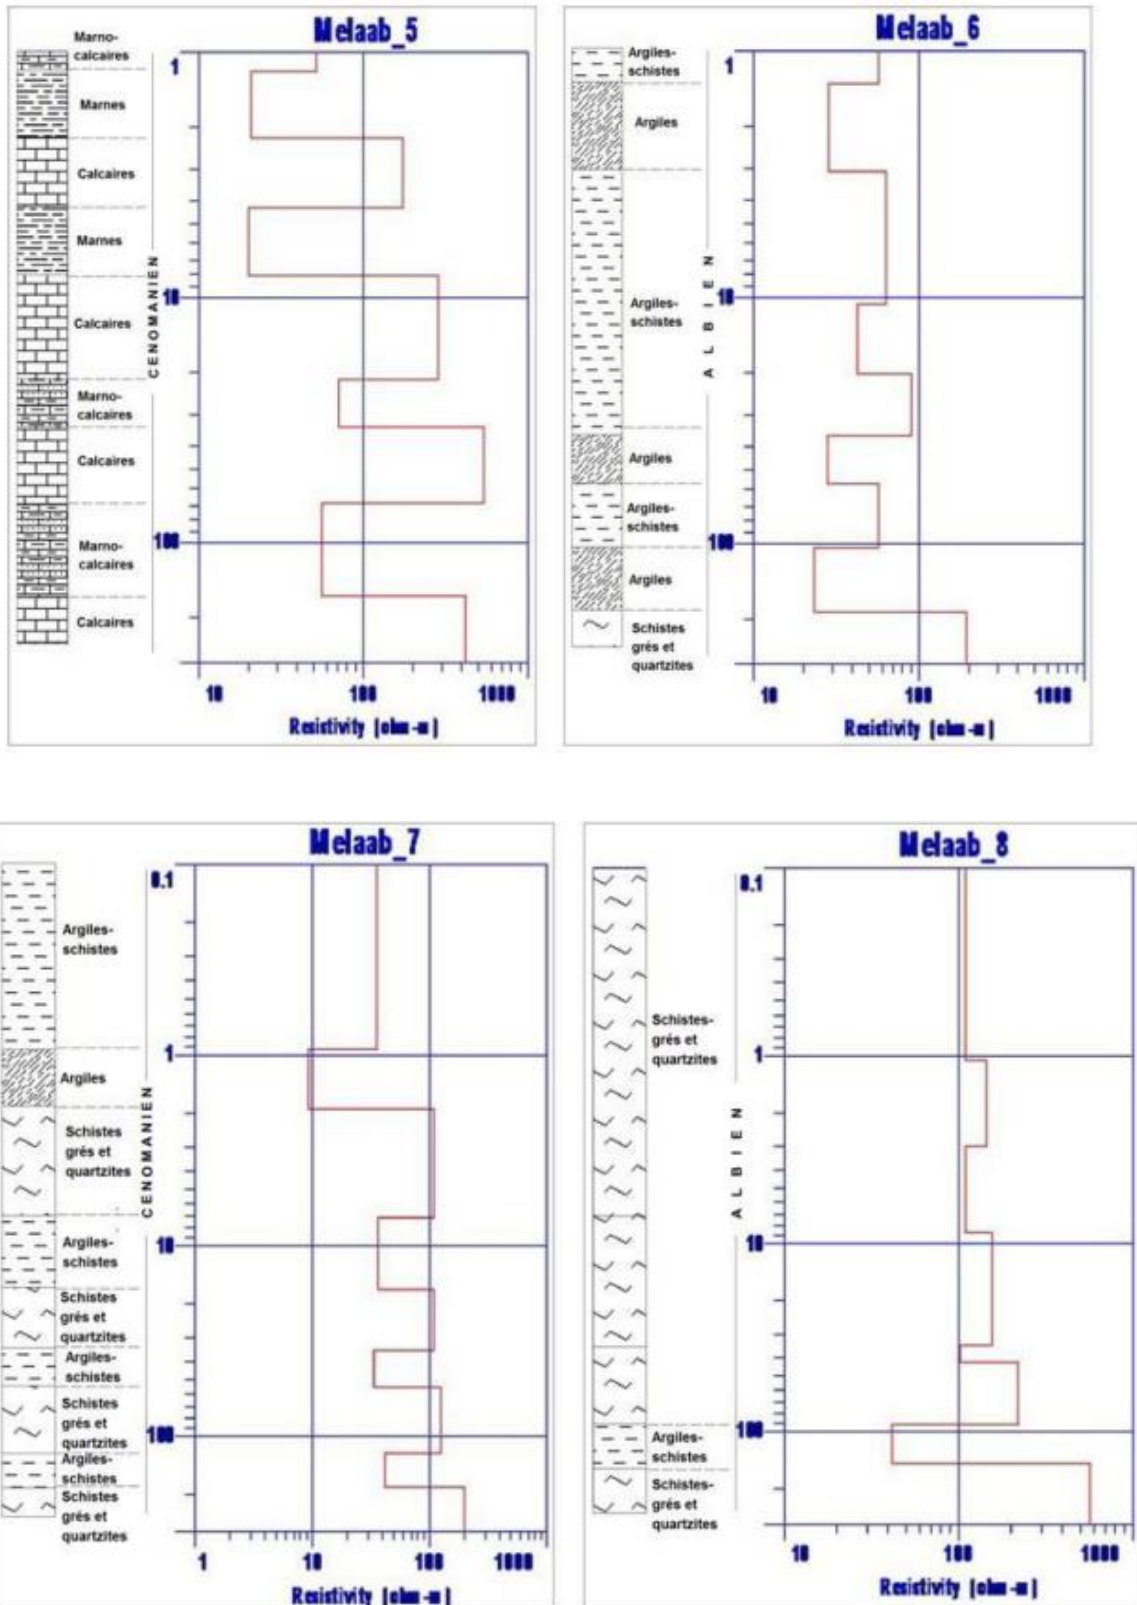 Melaab_5
Marno-
calcaires
Marnes
Calcaires
Marnes
Calcaires
Marno-
calcaires
Calcaires
Marno-
calcaires
Calcaires
CENOMANIEN
1
10
100
10 100 1000
Resistivity [ohm-m]
Melaab_6
Argiles-
schistes
Argiles
Argiles-
schistes
Argiles
Argiles-
schistes
Argiles
Schistes
grés et
quartzites
ALBIEN
1
10
100
10 100 1000
Resistivity [ohm-m]
Melaab_7
Argiles-
schistes
Argiles
Schistes
grés et
quartzites
Argiles-
schistes
Schistes
grés et
quartzites
Argiles-
schistes
Schistes
grés et
quartzites
Argiles-
schistes
Schistes
grés et
quartzites
CENOMANIEN
0.1
1
10
100
1 10 100 1000
Resistivity [ohm-m]
Melaab_8
Schistes-
grés et
quartzites
Argiles-
schistes
Schistes-
grés et
quartzites
ALBIEN
0.1
1
10
100
10 100 1000
Resistivity [ohm-m]